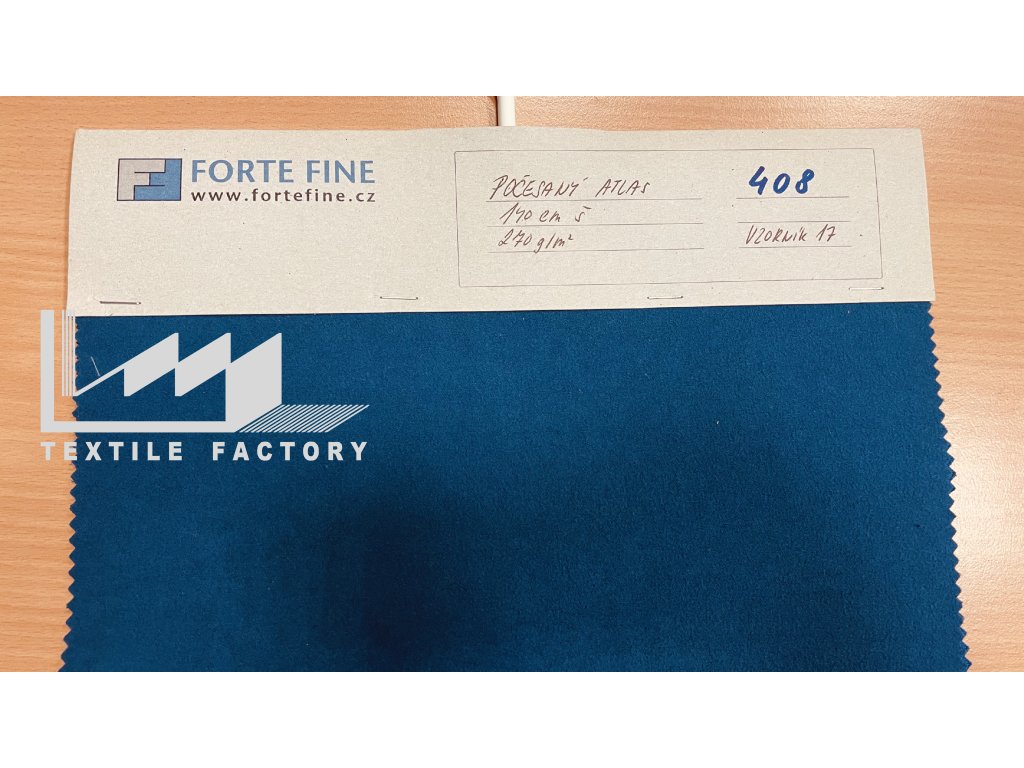 FORTE FINE
www.fortefine.cz
POČESANÝ ATLAS
140 cm š
270 g/m²
408
VZORNÍK 17
TEXTILE FACTORY